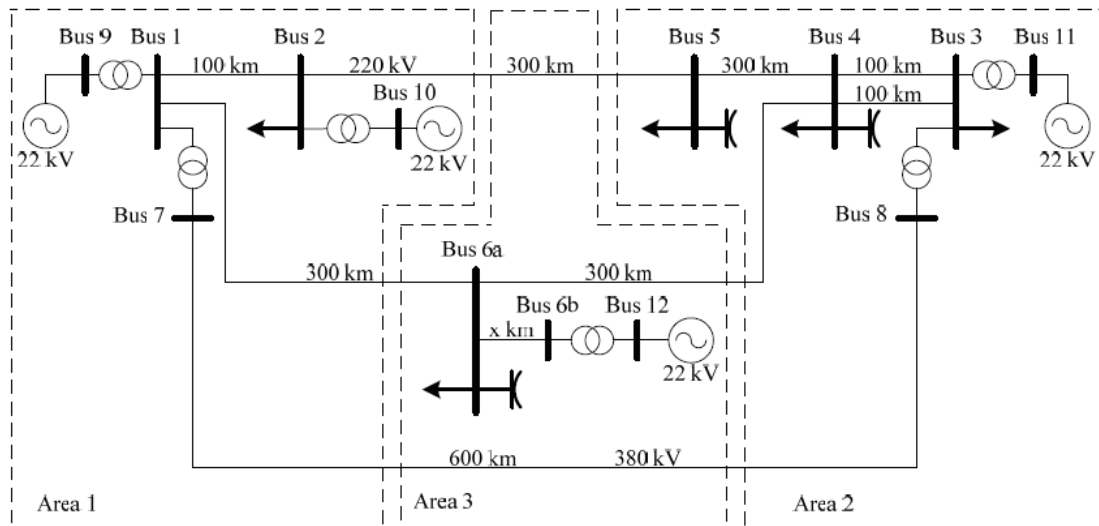 Bus 9
Bus 1
Bus 2
Bus 5
Bus 4
Bus 3
Bus 11
100 km
220 kV
300 km
300 km
100 km
100 km
Bus 10
22 kV
22 kV
22 kV
Bus 7
Bus 8
Bus 6a
300 km
300 km
Bus 6b
Bus 12
x km
22 kV
600 km
380 kV
Area 1
Area 3
Area 2